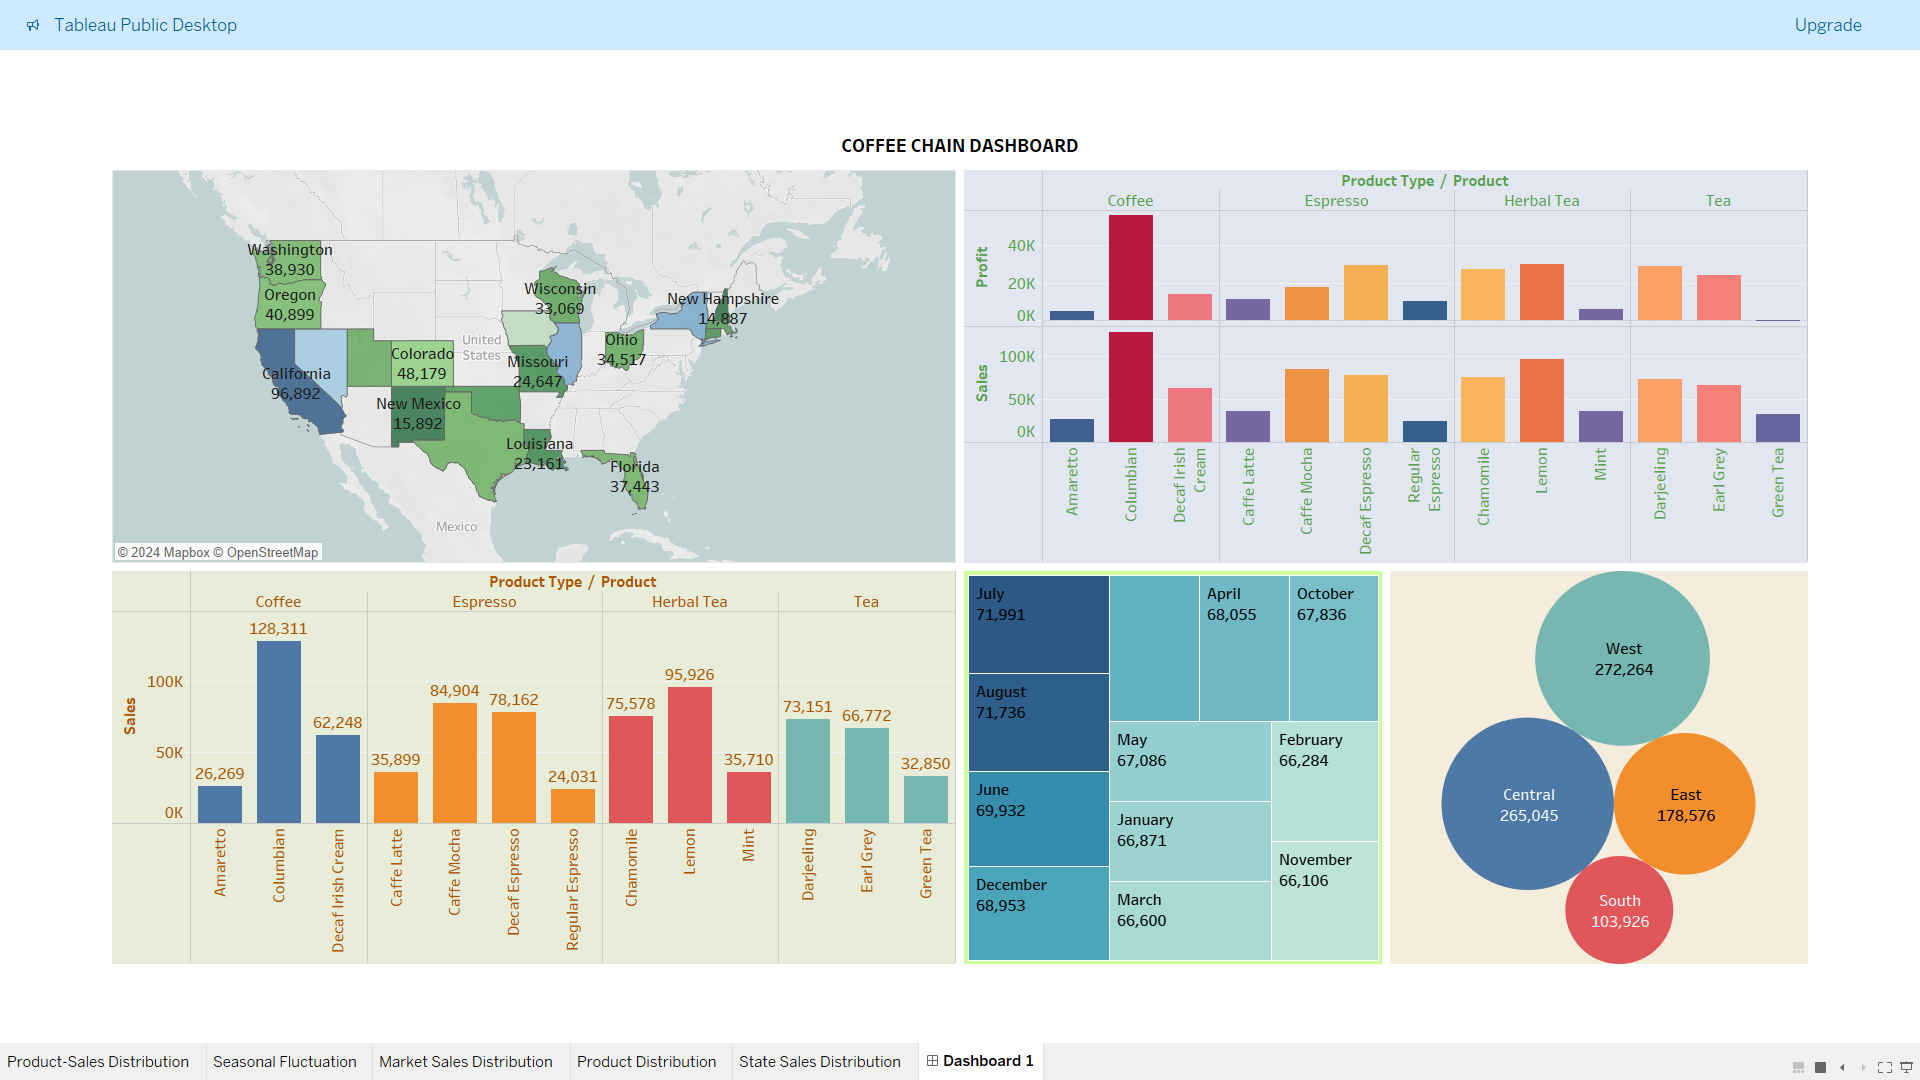 Tableau Public Desktop
Upgrade
COFFEE CHAIN DASHBOARD
Washington
38,930
Oregon
40,899
California
96,892
Colorado
48,179
New Mexico
15,892
United
States
Wisconsin
33,069
Missouri
24,647
Louisiana
23,161
Ohio
34,517
New Hampshire
14,887
Florida
37,443
Mexico
© 2024 Mapbox © OpenStreetMap
Product Type / Product
Coffee
Espresso
Herbal Tea
Tea
Profit
40K
20K
0K
Sales
100K
50K
0K
Amaretto
Columbian
Decaf Irish
Cream
Caffe Latte
Caffe Mocha
Decaf Espresso
Regular
Espresso
Chamomile
Lemon
Mint
Darjeeling
Earl Grey
Green Tea
Product Type / Product
Coffee
Espresso
Herbal Tea
Tea
Sales
100K
50K
0K
26,269
128,311
62,248
35,899
84,904
78,162
24,031
75,578
95,926
35,710
73,151
66,772
32,850
Amaretto
Columbian
Decaf Irish Cream
Caffe Latte
Caffe Mocha
Decaf Espresso
Regular Espresso
Chamomile
Lemon
Mint
Darjeeling
Earl Grey
Green Tea
July
71,991
August
71,736
June
69,932
December
68,953
April
68,055
October
67,836
May
67,086
January
66,871
March
66,600
February
66,284
November
66,106
West
272,264
Central
265,045
East
178,576
South
103,926
Product-Sales Distribution
Seasonal Fluctuation
Market Sales Distribution
Product Distribution
State Sales Distribution
Dashboard 1